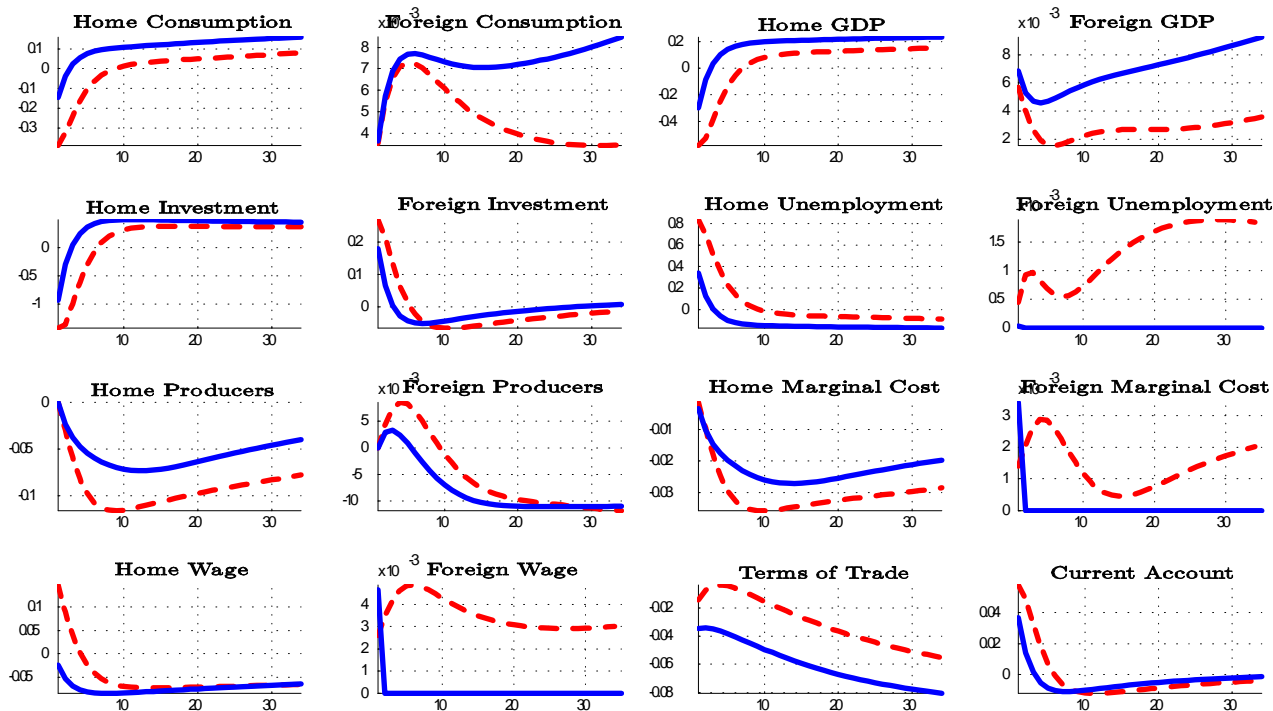 Home Consumption
01
0
-01
-02
-03
10 20 30
Foreign Consumption
x10 -3
8
7
6
5
4
10 20 30
Home GDP
02
0
-02
-04
10 20 30
Foreign GDP
x10 -3
8
6
4
2
10 20 30
Home Investment
0
-05
-1
10 20 30
Foreign Investment
02
01
0
10 20 30
Home Unemployment
08
06
04
02
0
10 20 30
Foreign Unemployment
x10 -3
15
1
05
0
10 20 30
Home Producers
0
-005
-01
10 20 30
Foreign Producers
x10 -3
5
0
-5
-10
10 20 30
Home Marginal Cost
-001
-002
-003
10 20 30
Foreign Marginal Cost
x10 -3
3
2
1
0
10 20 30
Home Wage
01
005
0
-005
10 20 30
Foreign Wage
x10 -3
4
3
2
1
0
10 20 30
Terms of Trade
-002
-004
-006
-008
10 20 30
Current Account
004
002
0
10 20 30